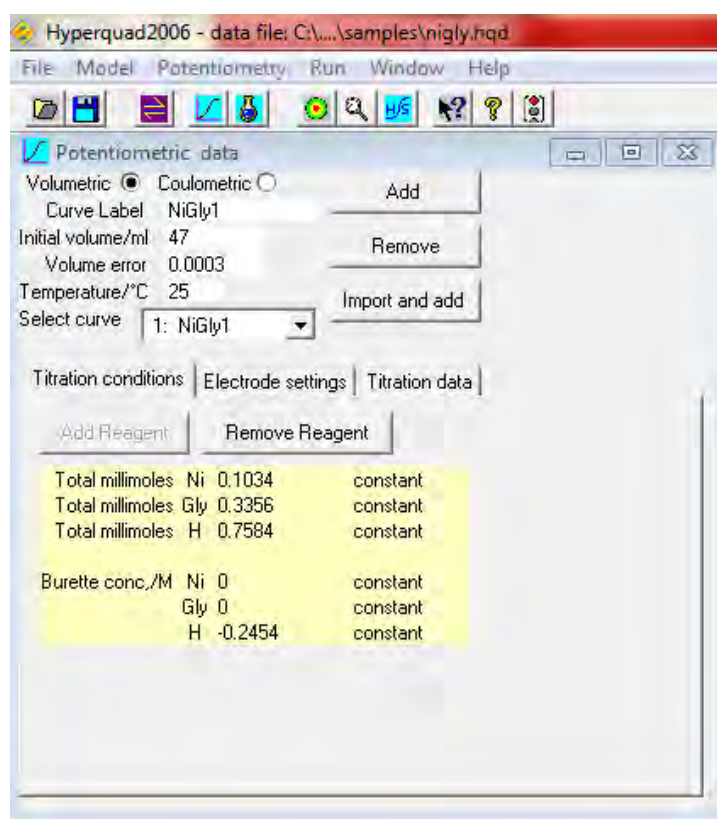 Hyperquad2006 - data file: C:\....\samples\nigly.hqd
File Model Potentiometry Run Window Help
H/S
Potentiometric data
Volumetric Coulometric
Add
Curve Label NiGly1
Initial volume/ml 47
Remove
Volume error 0.0003
Temperature/°C 25
Import and add
Select curve 1: NiGly1
Titration conditions Electrode settings Titration data
Add Reagent Remove Reagent
Total millimoles Ni 0.1034 constant
Total millimoles Gly 0.3356 constant
Total millimoles H 0.7584 constant
Burette conc,/M Ni 0 constant
Gly 0 constant
H -0.2454 constant